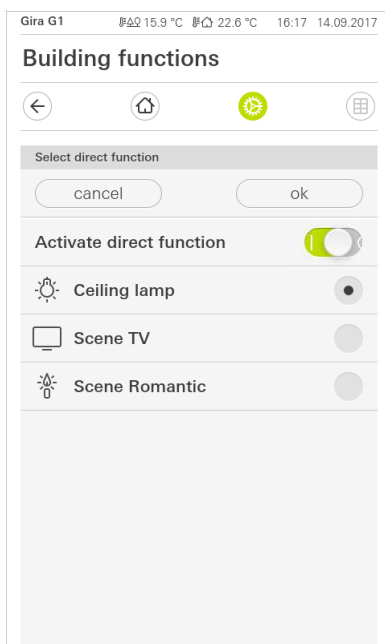 Gira G1 15.9 °C 22.6 °C 16:17 14.09.2017
Building functions
Select direct function
cancel ok
Activate direct function
Ceiling lamp
Scene TV
Scene Romantic